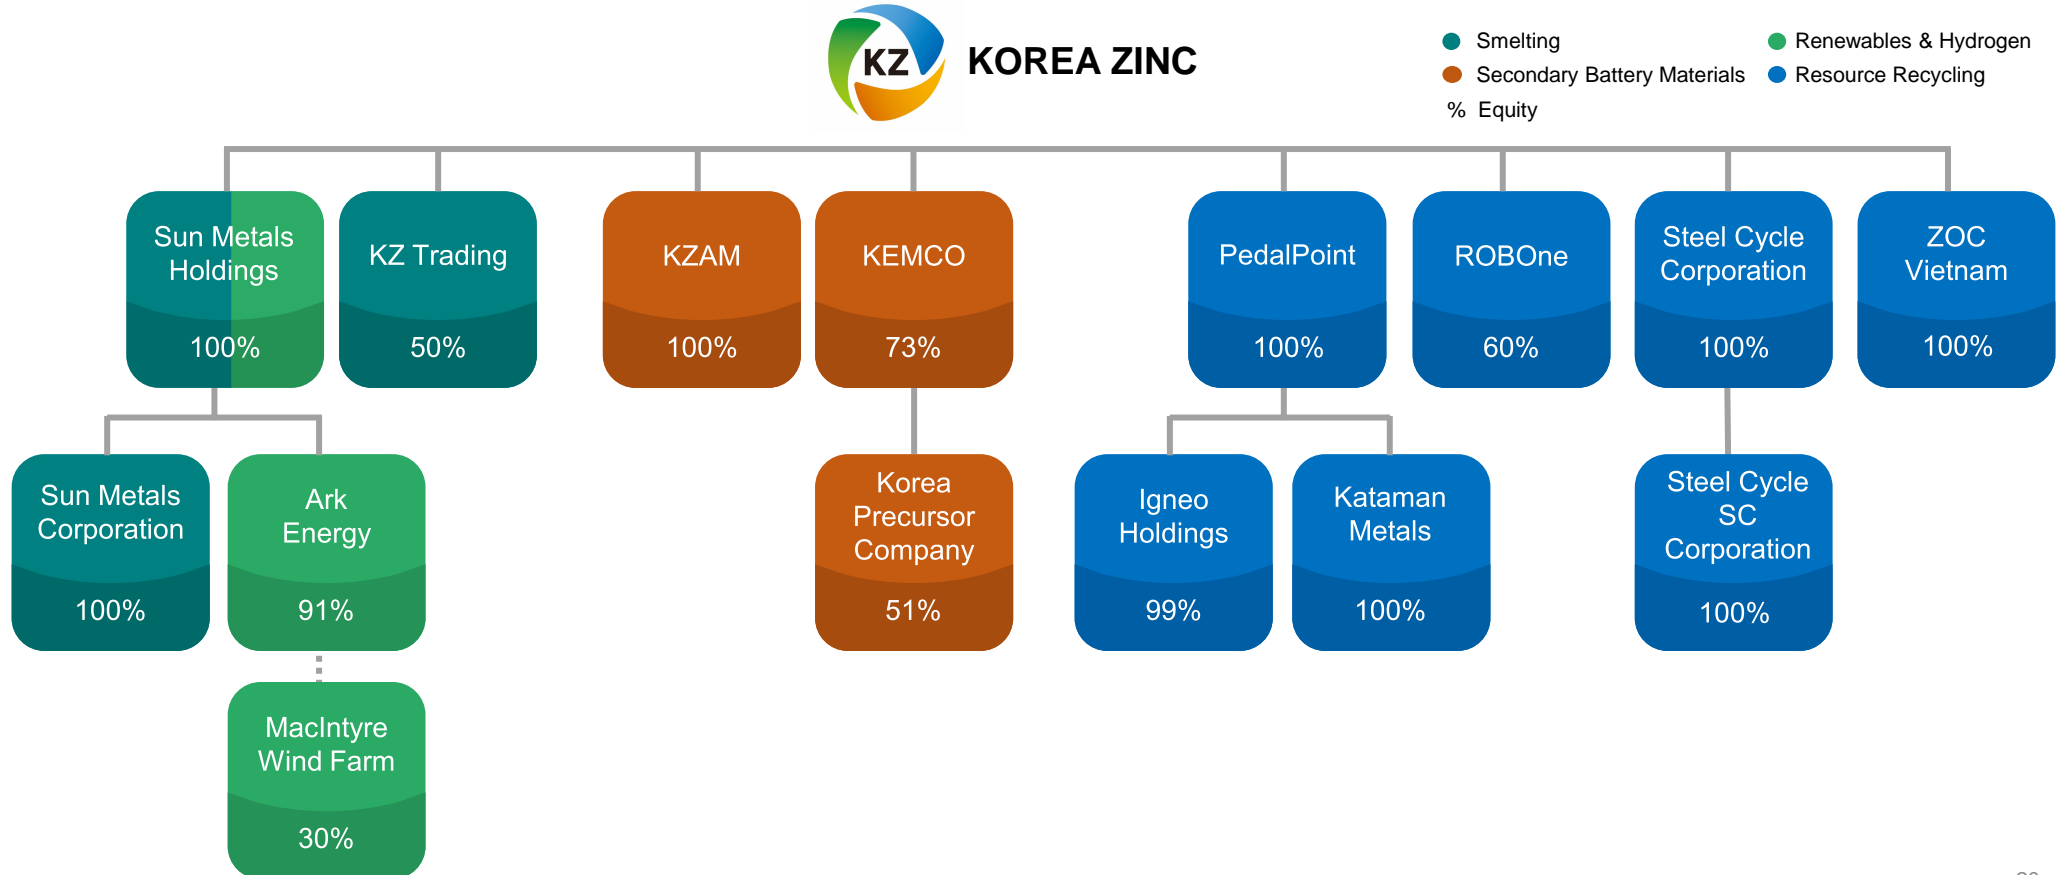 KZ
KOREA ZINC
Smelting
Renewables & Hydrogen
Secondary Battery Materials
Resource Recycling
% Equity
Sun Metals
Holdings
100%
KZ Trading
50%
KZAM
100%
KEMCO
73%
PedalPoint
100%
ROBOne
60%
Steel Cycle
Corporation
100%
ZOC
Vietnam
100%
Sun Metals
Corporation
100%
Ark
Energy
91%
Korea
Precursor
Company
51%
Igneo
Holdings
99%
Kataman
Metals
100%
Steel Cycle
SC
Corporation
100%
MacIntyre
Wind Farm
30%